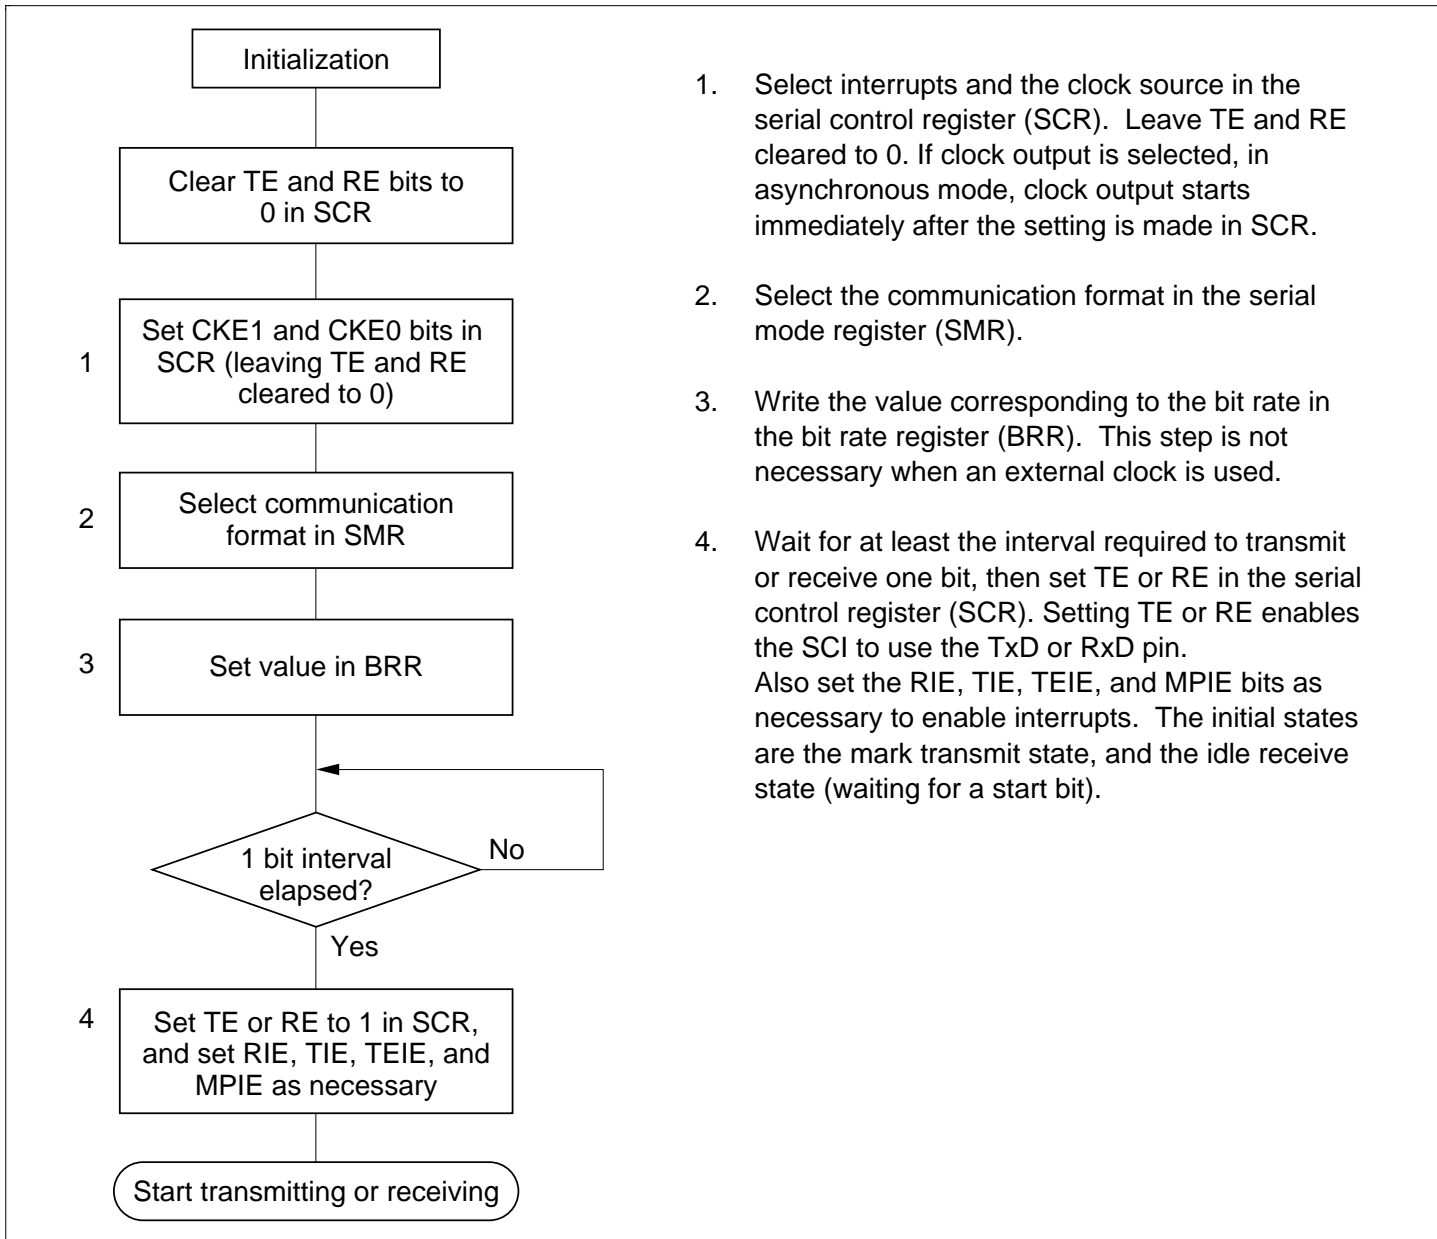 Initialization
Clear TE and RE bits to
0 in SCR
1
Set CKE1 and CKE0 bits in
SCR (leaving TE and RE
cleared to 0)
2
Select communication
format in SMR
3
Set value in BRR
1 bit interval
elapsed?
No
Yes
4
Set TE or RE to 1 in SCR,
and set RIE, TIE, TEIE, and
MPIE as necessary
Start transmitting or receiving
1. Select interrupts and the clock source in the
serial control register (SCR). Leave TE and RE
cleared to 0. If clock output is selected, in
asynchronous mode, clock output starts
immediately after the setting is made in SCR.
2. Select the communication format in the serial
mode register (SMR).
3. Write the value corresponding to the bit rate in
the bit rate register (BRR). This step is not
necessary when an external clock is used.
4. Wait for at least the interval required to transmit
or receive one bit, then set TE or RE in the serial
control register (SCR). Setting TE or RE enables
the SCI to use the TxD or RxD pin.
Also set the RIE, TIE, TEIE, and MPIE bits as
necessary to enable interrupts. The initial states
are the mark transmit state, and the idle receive
state (waiting for a start bit).